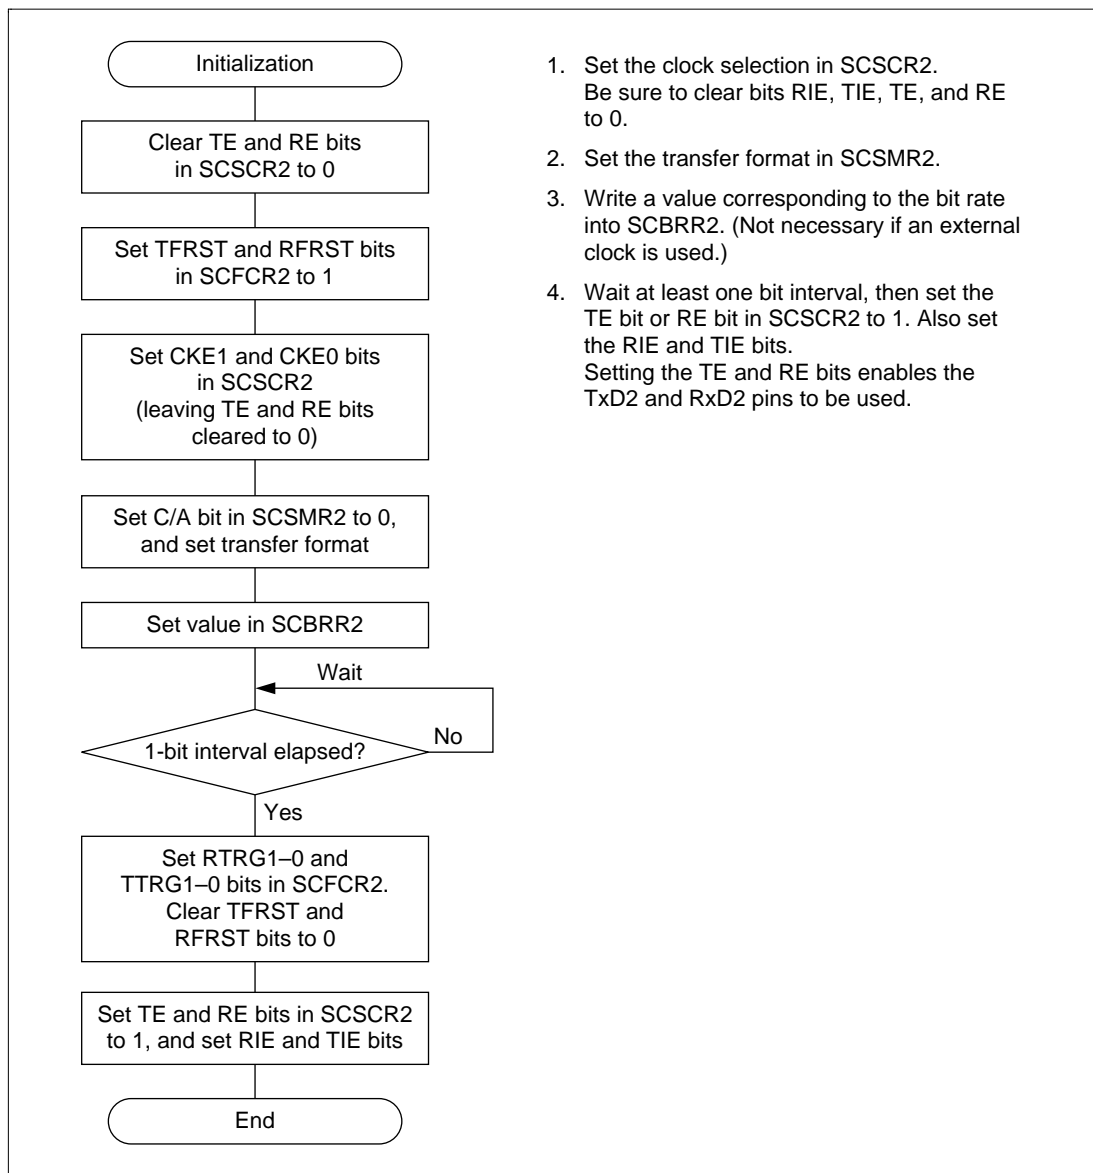 Initialization
Clear TE and RE bits
in SCSCR2 to 0
Set TFRST and RFRST bits
in SCFCR2 to 1
Set CKE1 and CKE0 bits
in SCSCR2
(leaving TE and RE bits
cleared to 0)
Set C/A bit in SCSMR2 to 0,
and set transfer format
Set value in SCBRR2
Wait
1-bit interval elapsed?
No
Yes
Set RTRG1–0 and
TTRG1–0 bits in SCFCR2.
Clear TFRST and
RFRST bits to 0
Set TE and RE bits in SCSCR2
to 1, and set RIE and TIE bits
End
1. Set the clock selection in SCSCR2.
Be sure to clear bits RIE, TIE, TE, and RE
to 0.
2. Set the transfer format in SCSMR2.
3. Write a value corresponding to the bit rate
into SCBRR2. (Not necessary if an external
clock is used.)
4. Wait at least one bit interval, then set the
TE bit or RE bit in SCSCR2 to 1. Also set
the RIE and TIE bits.
Setting the TE and RE bits enables the
TxD2 and RxD2 pins to be used.